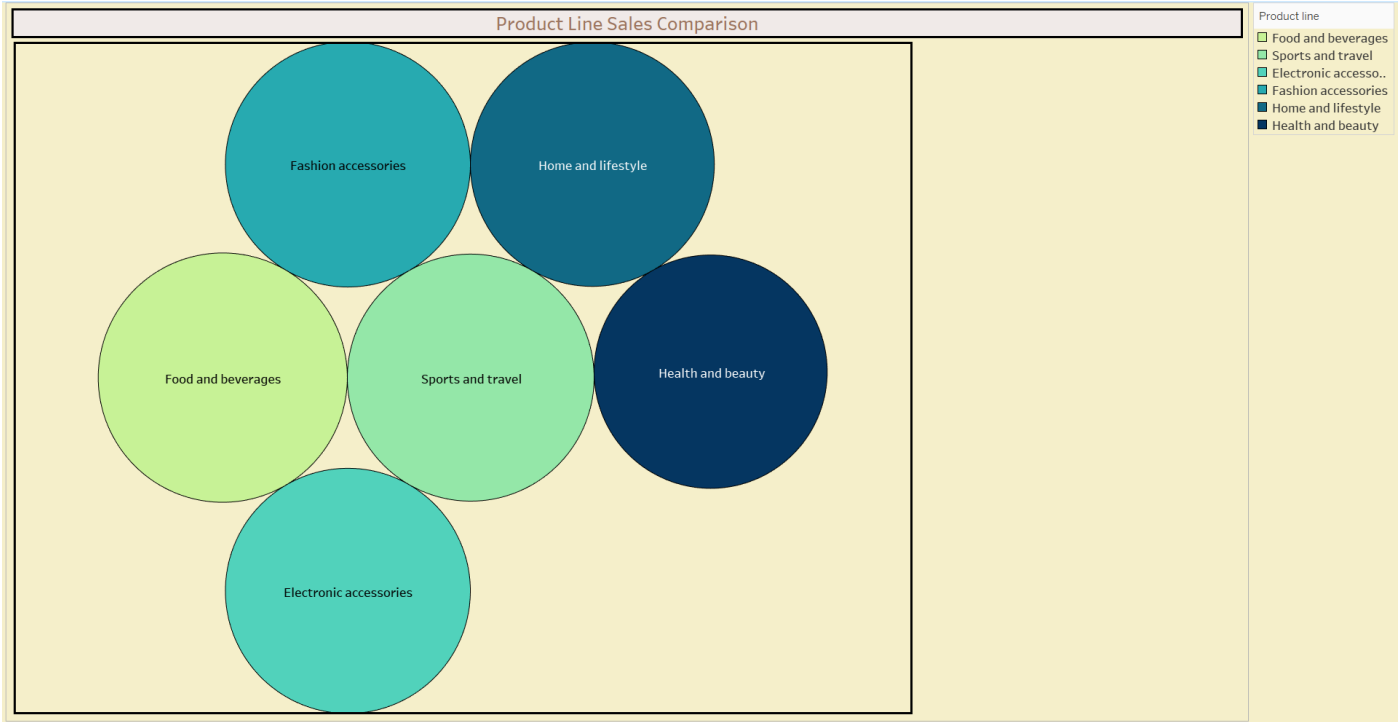 Product Line Sales Comparison
Product line
Food and beverages
Sports and travel
Electronic accesso..
Fashion accessories
Home and lifestyle
Health and beauty
Fashion accessories
Home and lifestyle
Food and beverages
Sports and travel
Health and beauty
Electronic accessories